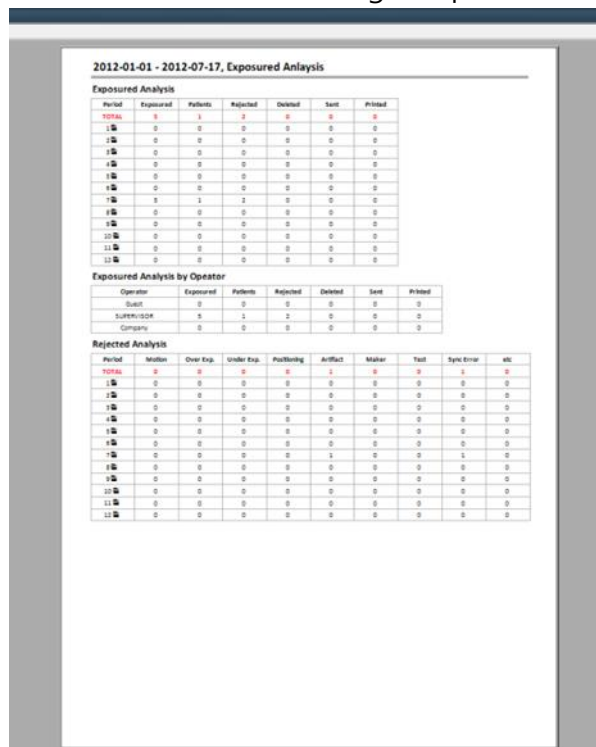 2012-01-01 - 2012-07-17, Exposured Anlaysis
Exposured Analysis
Period Exposured Patients Rejected Deleted Sent Printed
TOTAL 5 1 2 0 0 0
1 0 0 0 0 0 0
2 0 0 0 0 0 0
3 0 0 0 0 0 0
4 0 0 0 0 0 0
5 0 0 0 0 0 0
6 0 0 0 0 0 0
7 5 1 2 0 0 0
8 0 0 0 0 0 0
9 0 0 0 0 0 0
10 0 0 0 0 0 0
11 0 0 0 0 0 0
12 0 0 0 0 0 0
Exposured Analysis by Opeator
Operator Exposured Patients Rejected Deleted Sent Printed
Guest 0 0 0 0 0 0
SUPERVISOR 5 1 2 0 0 0
Company 0 0 0 0 0 0
Rejected Analysis
Period Motion Over Exp. Under Exp. Positioning Artifact Maker Test Sync Error etc
TOTAL 0 0 0 0 1 0 0 1 0
1 0 0 0 0 0 0 0 0 0
2 0 0 0 0 0 0 0 0 0
3 0 0 0 0 0 0 0 0 0
4 0 0 0 0 0 0 0 0 0
5 0 0 0 0 0 0 0 0 0
6 0 0 0 0 0 0 0 0 0
7 0 0 0 0 1 0 0 1 0
8 0 0 0 0 0 0 0 0 0
9 0 0 0 0 0 0 0 0 0
10 0 0 0 0 0 0 0 0 0
11 0 0 0 0 0 0 0 0 0
12 0 0 0 0 0 0 0 0 0